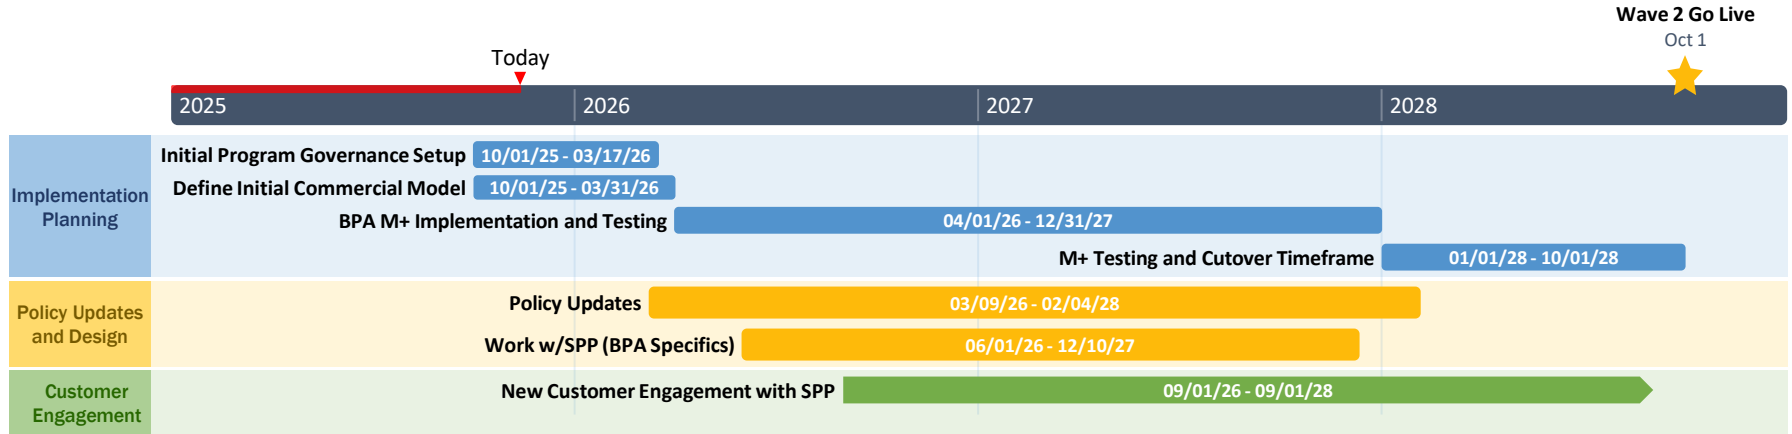 Wave 2 Go Live
Oct 1
Today
2025 2026 2027 2028
Implementation
Planning
Initial Program Governance Setup 10/01/25 - 03/17/26
Define Initial Commercial Model 10/01/25 - 03/31/26
BPA M+ Implementation and Testing 04/01/26 - 12/31/27
M+ Testing and Cutover Timeframe 01/01/28 - 10/01/28
Policy Updates
and Design
Policy Updates 03/09/26 - 02/04/28
Work w/SPP (BPA Specifics) 06/01/26 - 12/10/27
Customer
Engagement
New Customer Engagement with SPP 09/01/26 - 09/01/28